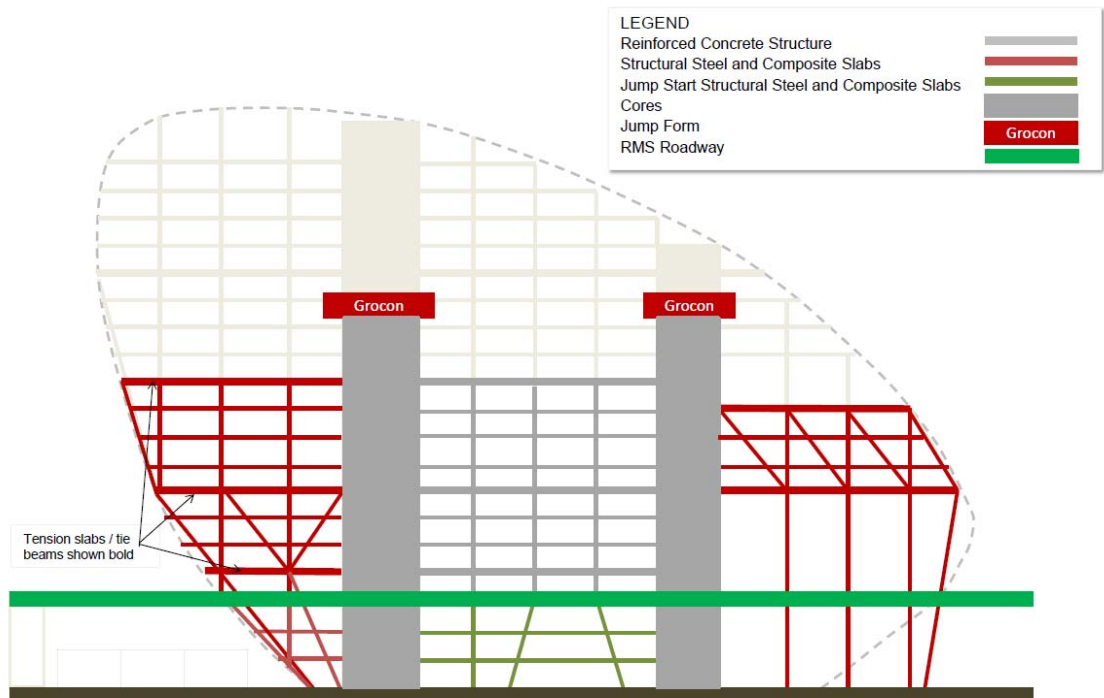 LEGEND
Reinforced Concrete Structure
Structural Steel and Composite Slabs
Jump Start Structural Steel and Composite Slabs
Cores
Jump Form
Grocon
RMS Roadway
Grocon
Grocon
Tension slabs / tie
beams shown bold